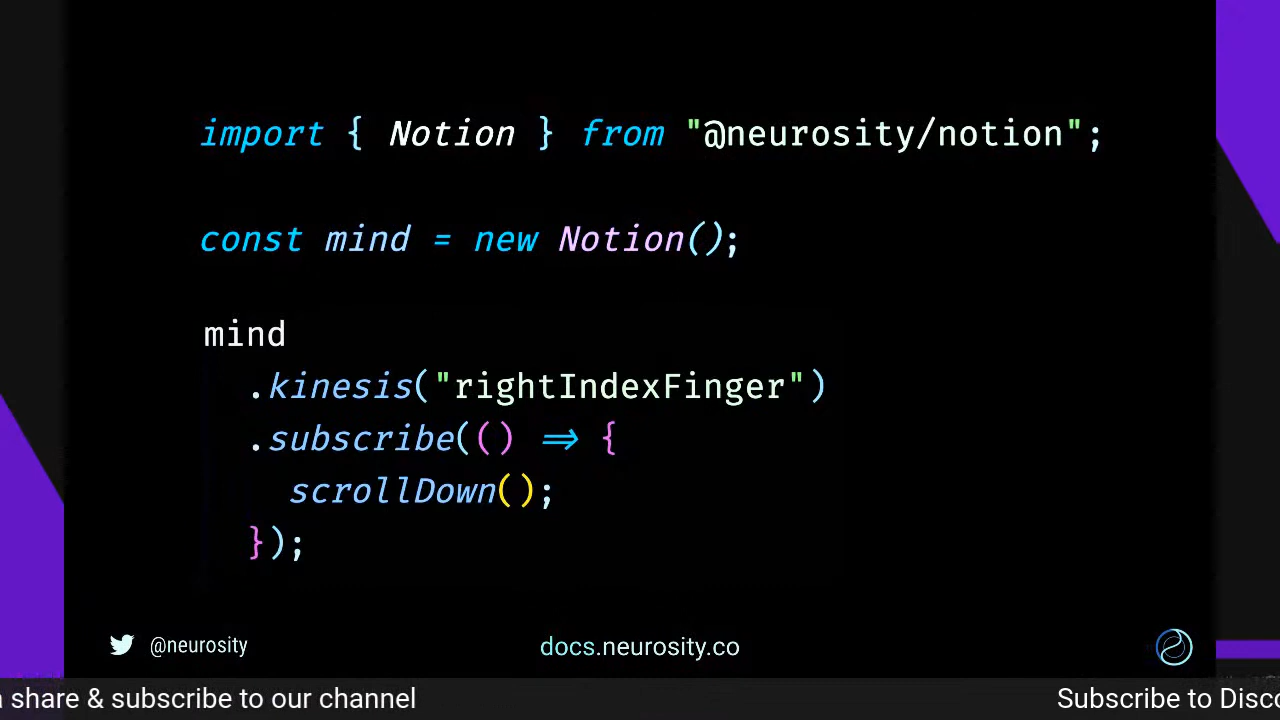 import { Notion } from "@neurosity/notion";
const mind = new Notion();
mind
.kinesis("rightIndexFinger")
.subscribe(() => {
scrollDown();
});
@neurosity
docs.neurosity.co
share & subscribe to our channel
Subscribe to